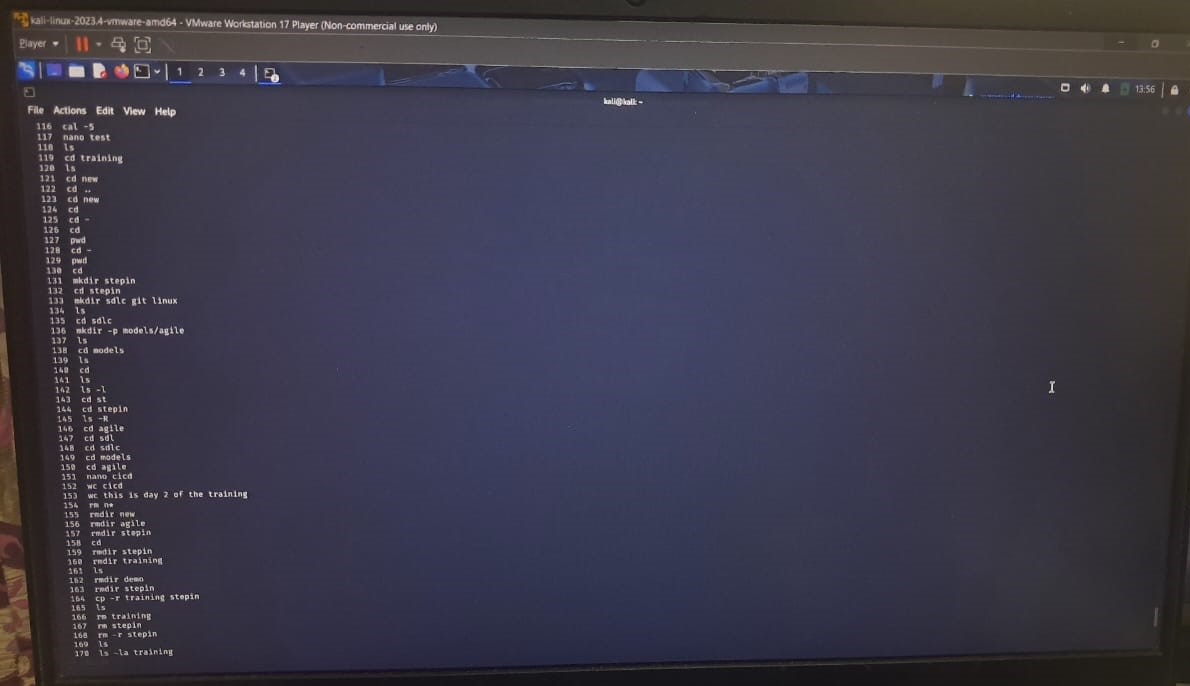 kali-linux-2023.4-vmware-amd64 - VMware Workstation 17 Player (Non-commercial use only)
Player
1 2 3 4
13:56
kali@kali: ~
File Actions Edit View Help
116 cal -5
117 nano test
118 ls
119 cd training
120 ls
121 cd new
122 cd ..
123 cd new
124 cd
125 cd -
126 cd
127 pwd
128 cd -
129 pwd
130 cd
131 mkdir stepin
132 cd stepin
133 mkdir sdlc git linux
134 ls
135 cd sdlc
136 mkdir -p models/agile
137 ls
138 cd models
139 ls
140 cd
141 ls
142 ls -l
143 cd st
144 cd stepin
145 ls -R
146 cd agile
147 cd sdl
148 cd sdlc
149 cd models
150 cd agile
151 nano cicd
152 wc cicd
153 wc this is day 2 of the training
154 rm n*
155 rmdir new
156 rmdir agile
157 rmdir stepin
158 cd
159 rmdir stepin
160 rmdir training
161 ls
162 rmdir demo
163 rmdir stepin
164 cp -r training stepin
165 ls
166 rm training
167 rm stepin
168 rm -r stepin
169 ls
170 ls -la training